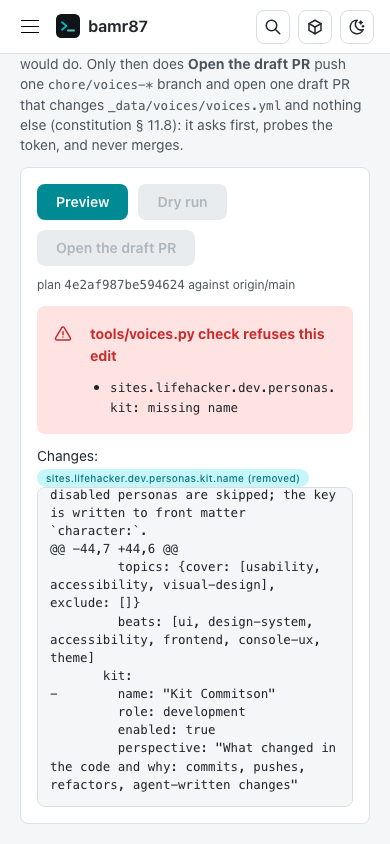 bamr87
would do. Only then does Open the draft PR push
one chore/voices-* branch and open one draft PR
that changes _data/voices/voices.yml and nothing
else (constitution § 11.8): it asks first, probes the
token, and never merges.
Preview
Dry run
Open the draft PR
plan 4e2af987be594624 against origin/main
tools/voices.py check refuses this
edit
• sites.lifehacker.dev.personas.
kit: missing name
Changes:
sites.lifehacker.dev.personas.kit.name (removed)
disabled personas are skipped; the key
is written to front matter
`character:`.
@@ -44,7 +44,6 @@
topics: {cover: [usability,
accessibility, visual-design],
exclude: []}
beats: [ui, design-system,
accessibility, frontend, console-ux,
theme]
kit:
- name: "Kit Commitson"
role: development
enabled: true
perspective: "What changed in
the code and why: commits, pushes,
refactors, agent-written changes"